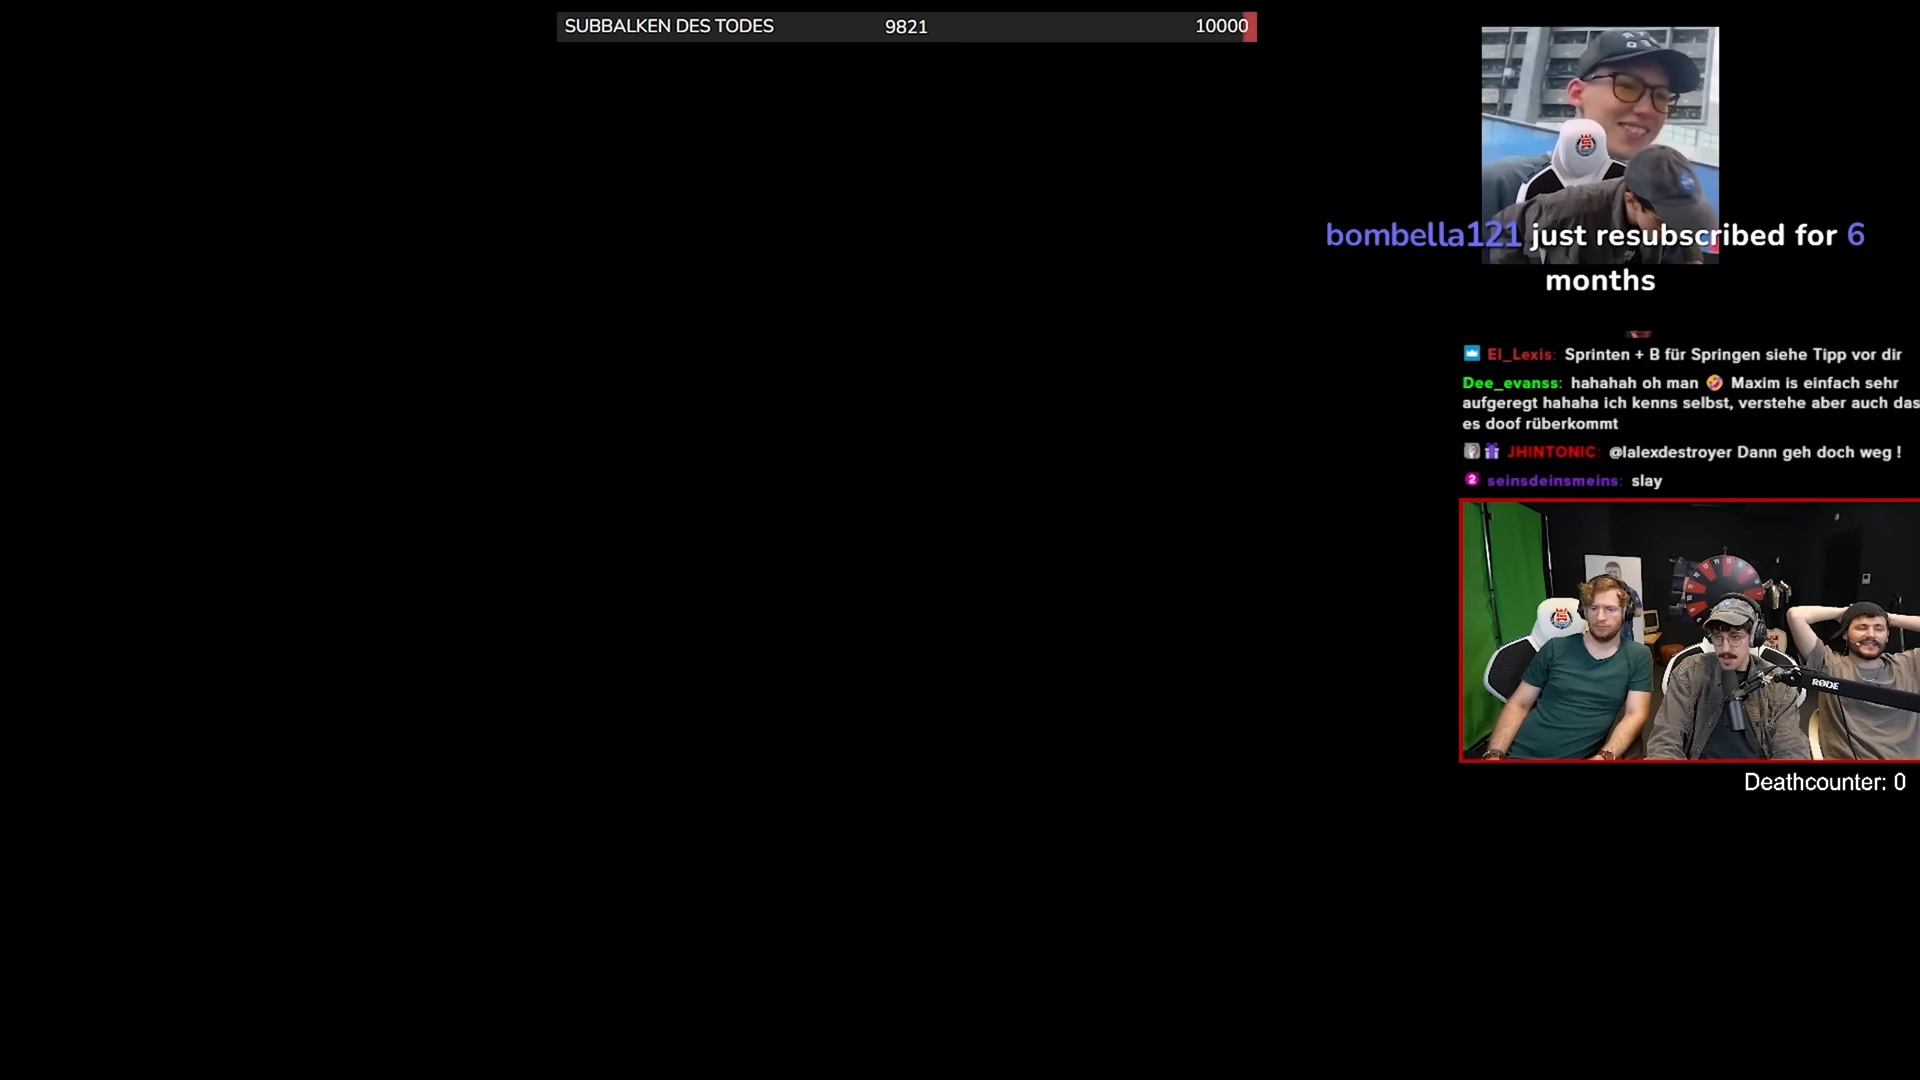 SUBBALKEN DES TODES 9821 10000
bombella121 just resubscribed for 6
months
El_Lexis: Sprinten + B für Springen siehe Tipp vor dir
Dee_evanss: hahahah oh man 🤣 Maxim is einfach sehr
aufgeregt hahaha ich kenns selbst, verstehe aber auch das
es doof rüberkommt
JHINTONIC: @lalexdestroyer Dann geh doch weg !
2 seinsdeinsmeins: slay
RØDE
Deathcounter: 0